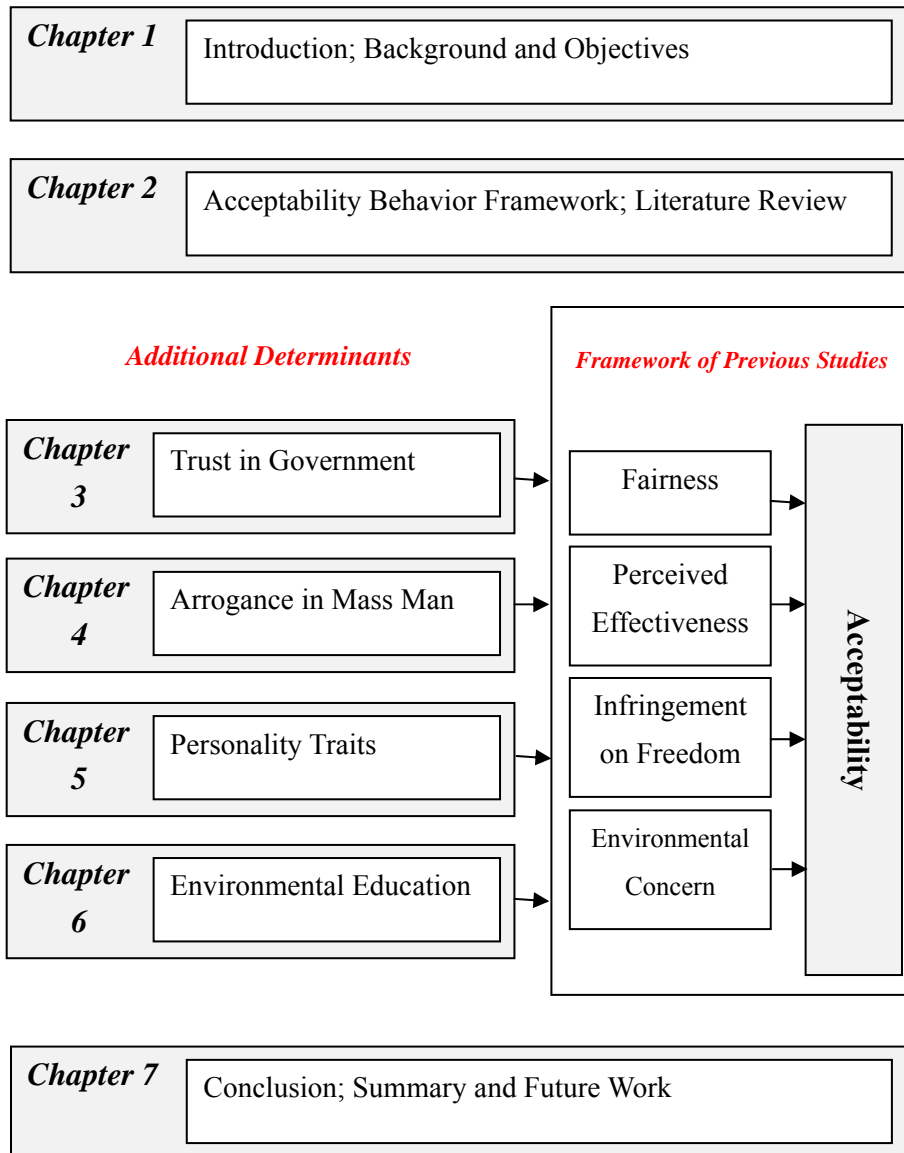 Chapter 1
Introduction; Background and Objectives
Chapter 2
Acceptability Behavior Framework; Literature Review
Additional Determinants
Framework of Previous Studies
Chapter
3
Trust in Government
Chapter
4
Arrogance in Mass Man
Chapter
5
Personality Traits
Chapter
6
Environmental Education
Fairness
Perceived
Effectiveness
Infringement
on Freedom
Environmental
Concern
Acceptability
Chapter 7
Conclusion; Summary and Future Work